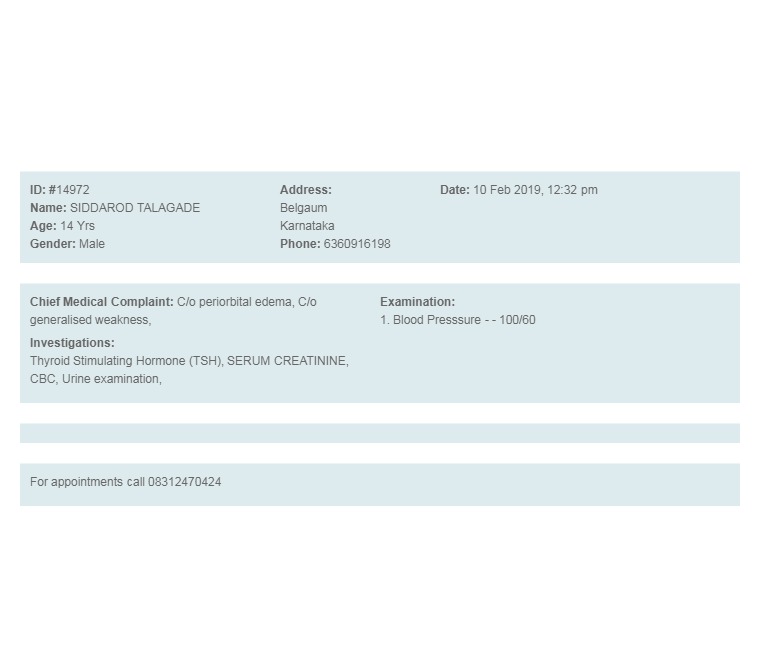 ID: #14972
Name: SIDDAROD TALAGADE
Age: 14 Yrs
Gender: Male
Address:
Belgaum
Karnataka
Phone: 6360916198
Date: 10 Feb 2019, 12:32 pm
Chief Medical Complaint: C/o periorbital edema, C/o
generalised weakness,
Investigations:
Thyroid Stimulating Hormone (TSH), SERUM CREATININE,
CBC, Urine examination,
Examination:
1. Blood Presssure - - 100/60
For appointments call 08312470424